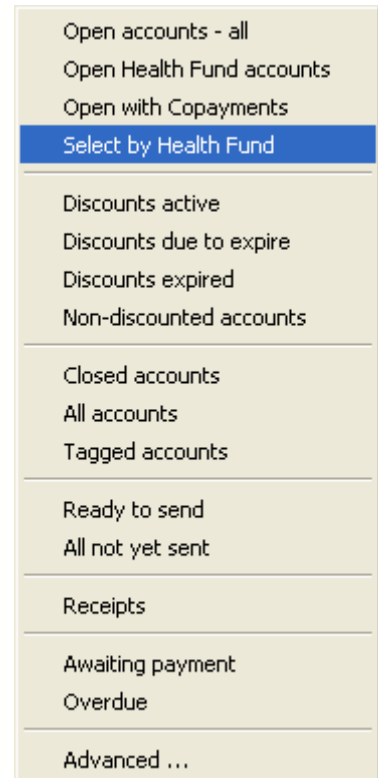 Open accounts - all
Open Health Fund accounts
Open with Copayments
Select by Health Fund
Discounts active
Discounts due to expire
Discounts expired
Non-discounted accounts
Closed accounts
All accounts
Tagged accounts
Ready to send
All not yet sent
Receipts
Awaiting payment
Overdue
Advanced ...